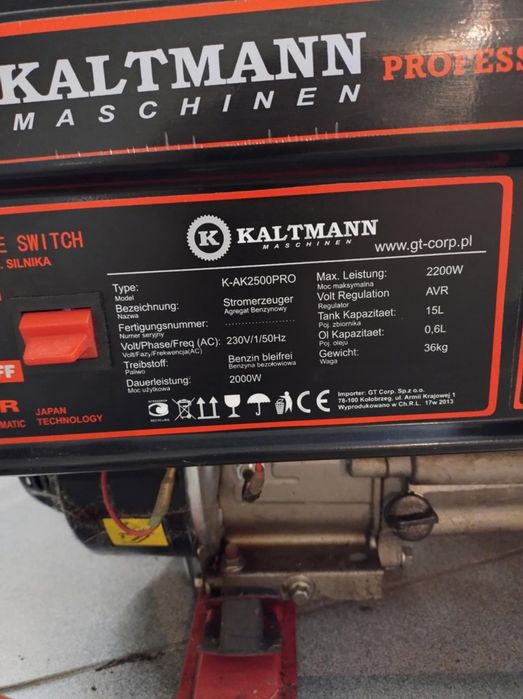 KALTMANN
MASCHINEN
PROFESS
E SWITCH
. SILNIKA
FF
R
MATIC
JAPAN
TECHNOLOGY
K KALTMANN
MASCHINEN
www.gt-corp.pl
Type: K-AK2500PRO
Model
Bezeichnung: Stromerzeuger
Nazwa Agregat Benzynowy
Fertigungsnummer:
Numer seryjny
Volt/Phase/Freq (AC): 230V/1/50Hz
Volt/Fazy/Frekwencja(AC)
Treibstoff: Benzin bleifrei
Paliwo Benzyna bezołowiowa
Dauerleistung: 2000W
Moc użytkowa
Max. Leistung: 2200W
Moc maksymalna
Volt Regulation AVR
Regulator
Tank Kapazitaet: 15L
Poj. zbiornika
Ol Kapazitaet: 0,6L
Poj. oleju
Gewicht: 36kg
Waga
RECYCLING
CE
Importer: GT Corp. Sp.z o.o.
78-100 Kołobrzeg, ul. Armii Krajowej 1
Wyprodukowano w Ch.R.L. 17w 2013